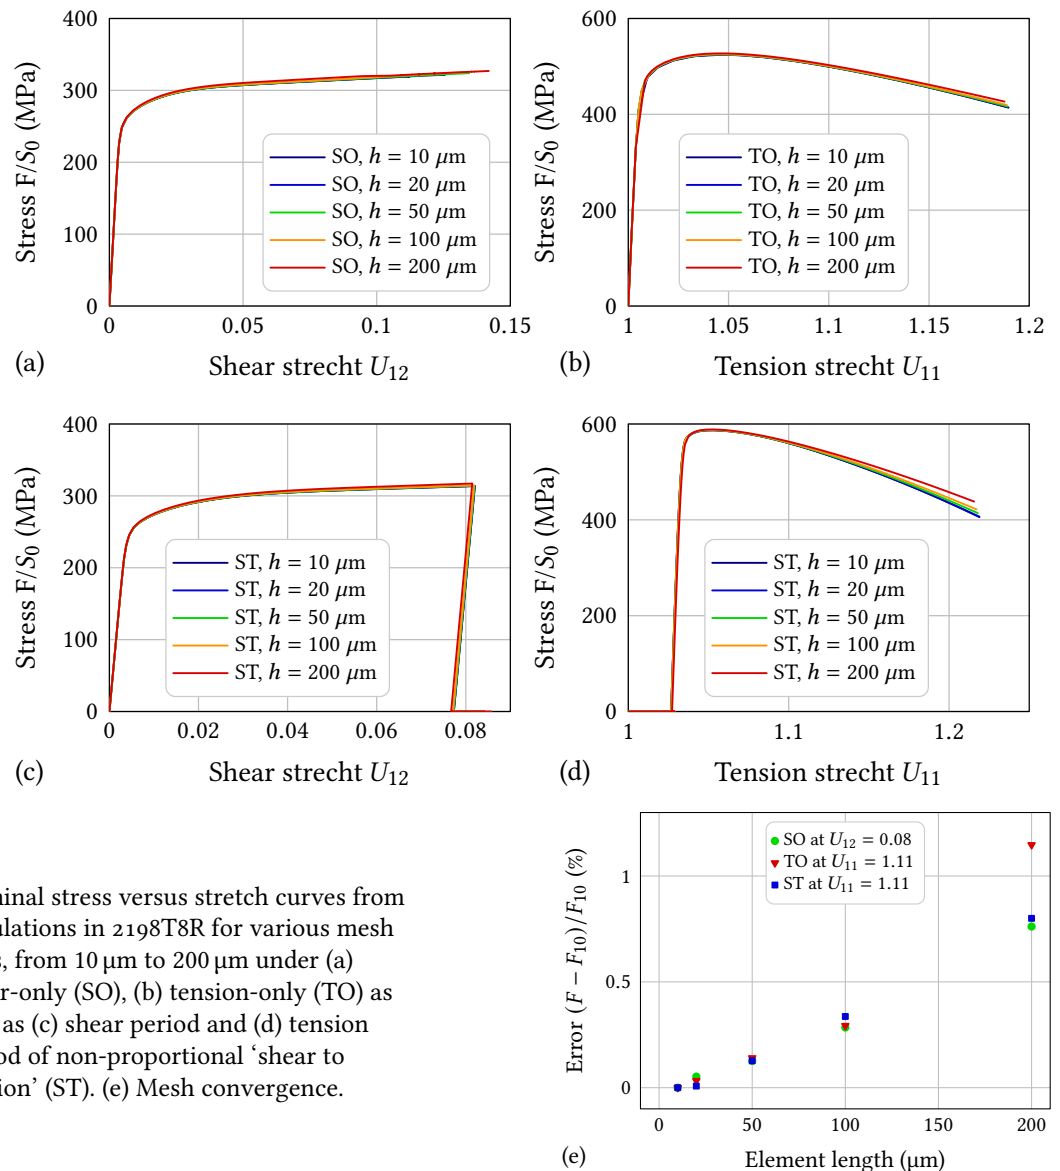 400
300
200
100
0
Stress F/S0 (MPa)
SO, h = 10 μm
SO, h = 20 μm
SO, h = 50 μm
SO, h = 100 μm
SO, h = 200 μm
0 0.05 0.1 0.15
(a) Shear strecht U12
600
400
200
0
Stress F/S0 (MPa)
TO, h = 10 μm
TO, h = 20 μm
TO, h = 50 μm
TO, h = 100 μm
TO, h = 200 μm
1 1.05 1.1 1.15 1.2
(b) Tension strecht U11
400
300
200
100
0
Stress F/S0 (MPa)
ST, h = 10 μm
ST, h = 20 μm
ST, h = 50 μm
ST, h = 100 μm
ST, h = 200 μm
0 0.02 0.04 0.06 0.08
(c) Shear strecht U12
600
400
200
0
Stress F/S0 (MPa)
ST, h = 10 μm
ST, h = 20 μm
ST, h = 50 μm
ST, h = 100 μm
ST, h = 200 μm
1 1.1 1.2
(d) Tension strecht U11
minal stress versus stretch curves from
ulations in 2198T8R for various mesh
s, from 10 μm to 200 μm under (a)
r-only (SO), (b) tension-only (TO) as
as (c) shear period and (d) tension
od of non-proportional ‘shear to
ion’ (ST). (e) Mesh convergence.
1
0.5
0
Error (F − F10)/F10 (%)
SO at U12 = 0.08
TO at U11 = 1.11
ST at U11 = 1.11
0 50 100 150 200
(e) Element length (μm)